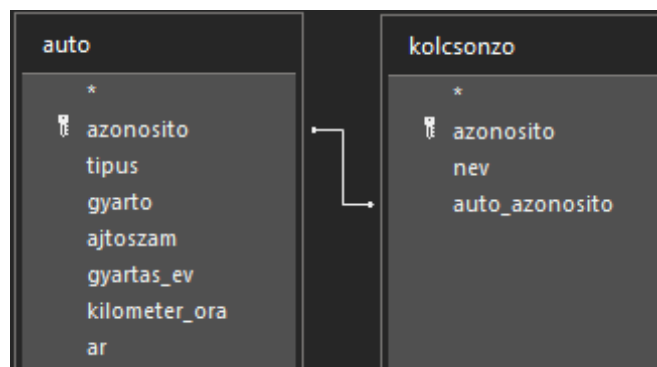 auto
*
azonosito
tipus
gyarto
ajtoszam
gyartas_ev
kilometer_ora
ar
kolcsonzo
*
azonosito
nev
auto_azonosito